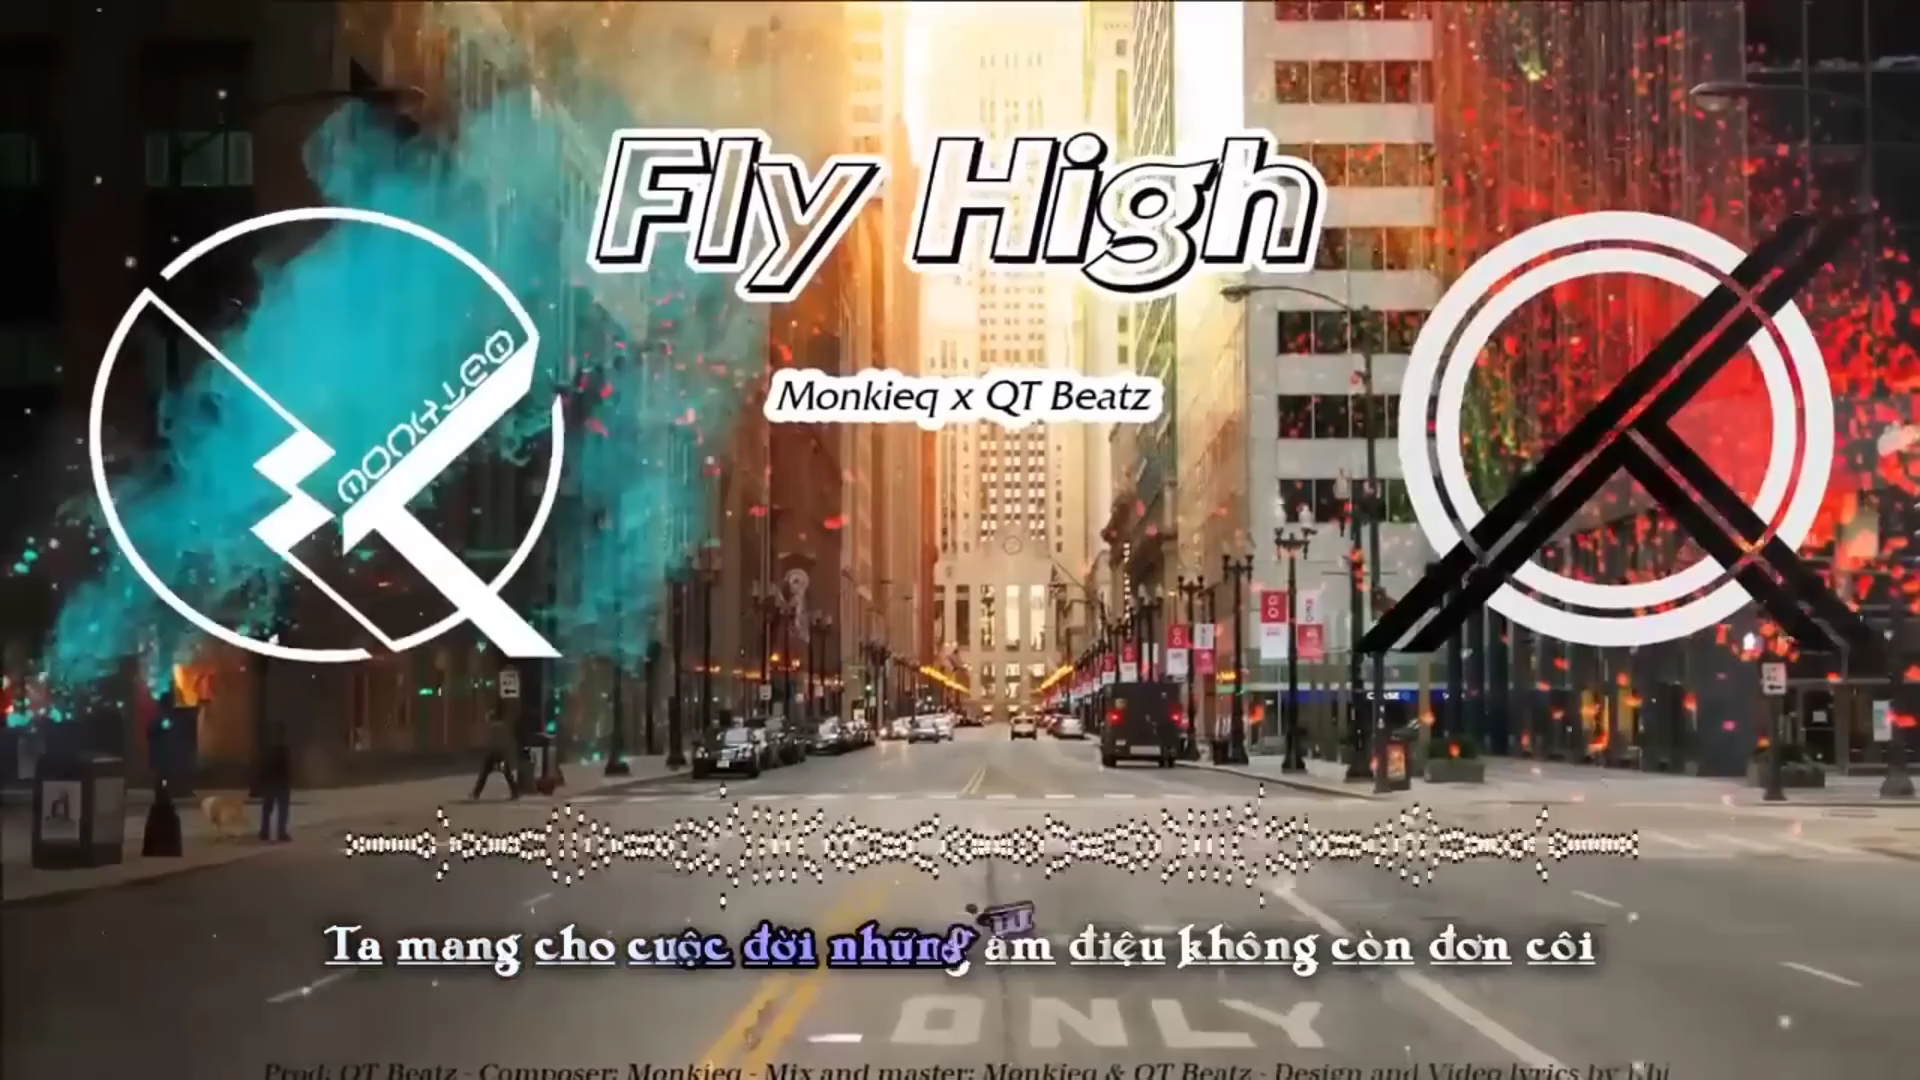 Fly High
Monkieq x QT Beatz
Ta mang cho cuộc đời những âm điệu không còn đơn côi
ONLY
Prod: QT Beatz - Composer: Monkieq - Mix and master: Monkieq & QT Beatz - Design and Video lyrics by Khi